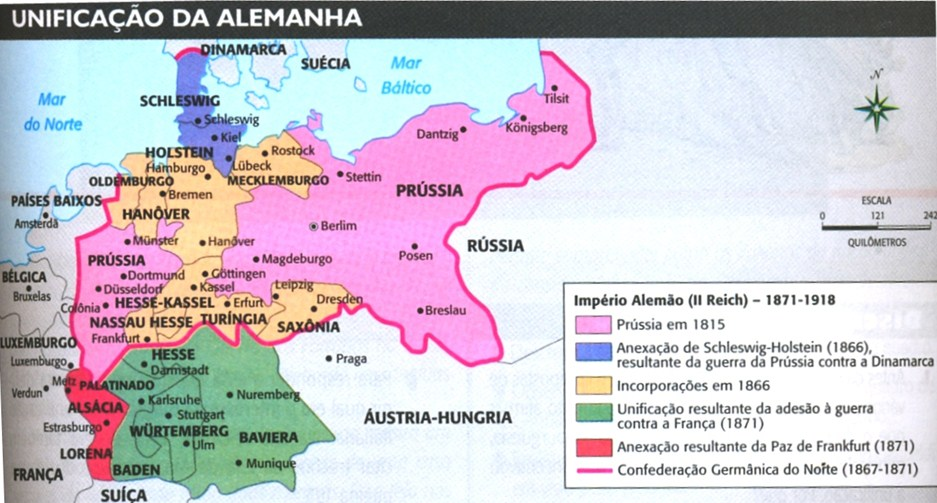 UNIFICAÇÃO DA ALEMANHA
DINAMARCA
SUÉCIA
Mar
Báltico
Mar
do Norte
SCHLESWIG
Schleswig
Kiel
Tilsit
Königsberg
Dantzig
N
HOLSTEIN
Hamburgo
Lübeck
Rostock
OLDEMBURGO
MECKLEMBURGO
Stettin
Bremen
PRÚSSIA
PAÍSES BAIXOS
Amsterdã
HANÔVER
Berlim
ESCALA
0 121 242
QUILÔMETROS
Münster
Hanôver
RÚSSIA
PRÚSSIA
Magdeburgo
Posen
BÉLGICA
Bruxelas
Dortmund
Göttingen
Düsseldorf
Kassel
Leipzig
Colônia
HESSE-KASSEL
Erfurt
Dresden
Breslau
NASSAU HESSE
TURÍNGIA
SAXÔNIA
Frankfurt
LUXEMBURGO
Luxemburgo
HESSE
Darmstadt
Praga
Verdun
Metz
PALATINADO
Karlsruhe
Nuremberg
ALSÁCIA
Stuttgart
Estrasburgo
WÜRTEMBERG
ÁUSTRIA-HUNGRIA
Ulm
BAVIERA
LORENA
FRANÇA
BADEN
Munique
SUÍÇA
Império Alemão (II Reich) – 1871-1918
Prússia em 1815
Anexação de Schleswig-Holstein (1866),
resultante da guerra da Prússia contra a Dinamarca
Incorporações em 1866
Unificação resultante da adesão à guerra
contra a França (1871)
Anexação resultante da Paz de Frankfurt (1871)
Confederação Germânica do Norte (1867-1871)